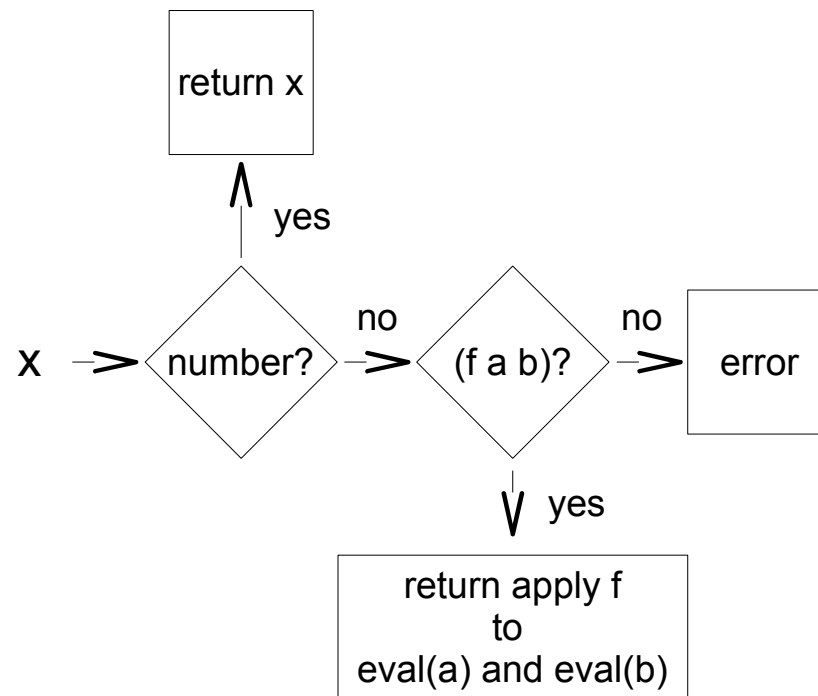 return x
yes
x
number?
no
(f a b)?
no
error
yes
return apply f
to
eval(a) and eval(b)